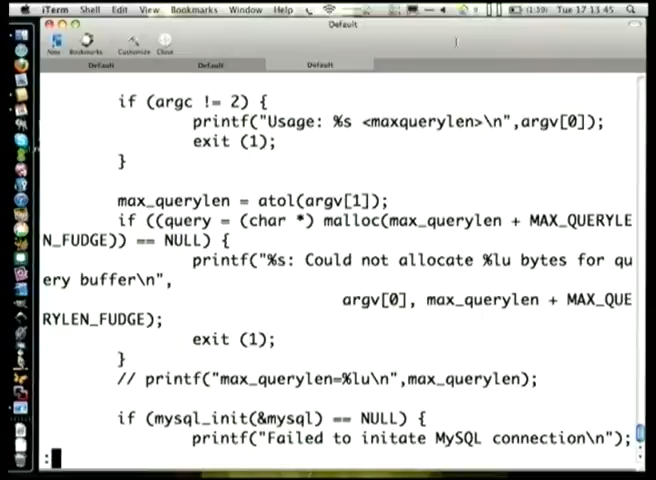 iTerm Shell Edit View Bookmarks Window Help (1:39) Tue 17 13 45
Default
New Bookmarks Customize Close
Default Default Default
if (argc != 2) {
printf("Usage: %s <maxquerylen>\n",argv[0]);
exit (1);
}
max_querylen = atol(argv[1]);
if ((query = (char *) malloc(max_querylen + MAX_QUERYLE
N_FUDGE)) == NULL) {
printf("%s: Could not allocate %lu bytes for qu
ery buffer\n",
argv[0], max_querylen + MAX_QUE
RYLEN_FUDGE);
exit (1);
}
// printf("max_querylen=%lu\n",max_querylen);
if (mysql_init(&mysql) == NULL) {
printf("Failed to initate MySQL connection\n");
: